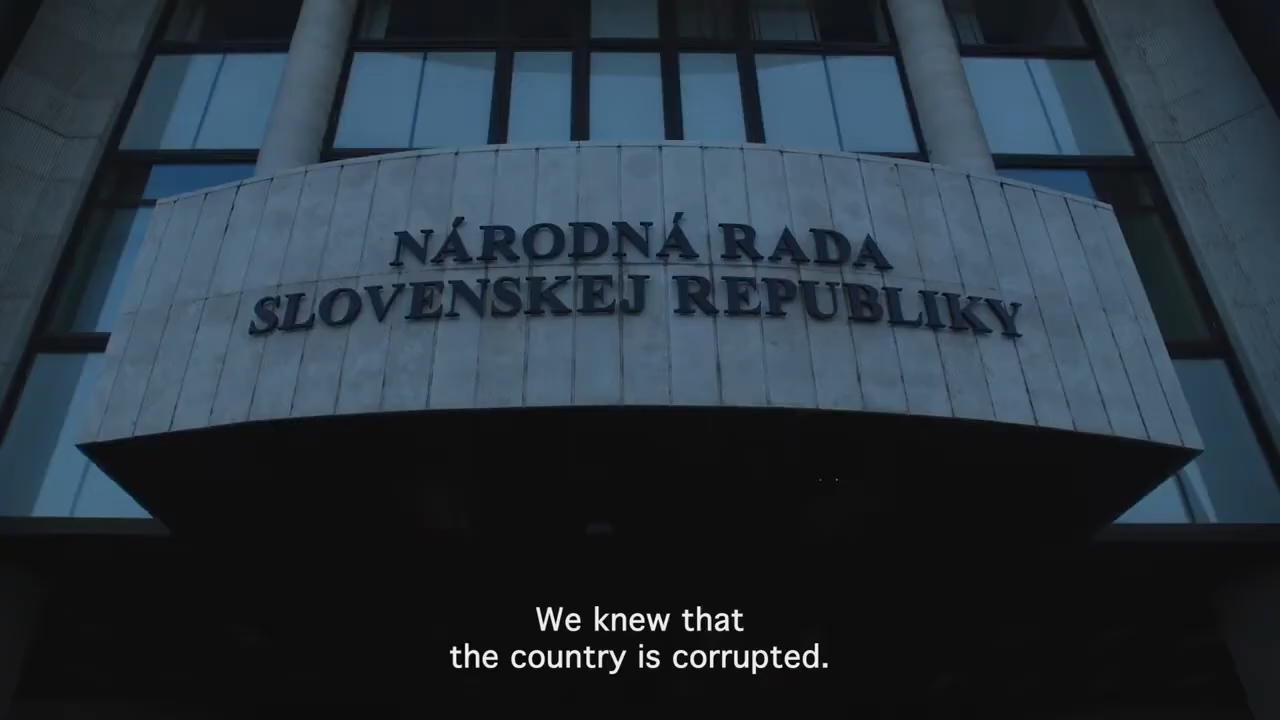 NÁRODNÁ RADA
SLOVENSKEJ REPUBLIKY
We knew that
the country is corrupted.